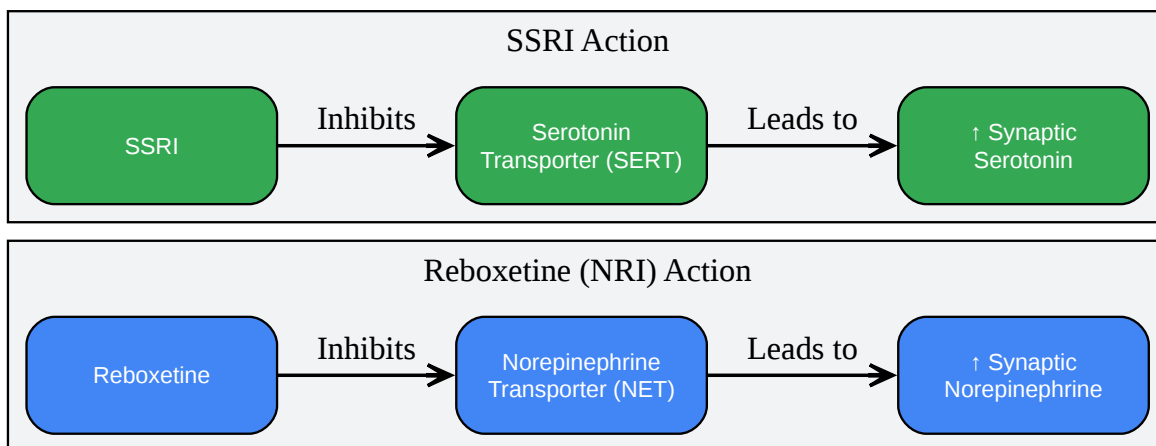 SSRI Action
SSRI
Inhibits
Serotonin
Transporter (SERT)
Leads to
↑ Synaptic
Serotonin
Reboxetine (NRI) Action
Reboxetine
Inhibits
Norepinephrine
Transporter (NET)
Leads to
↑ Synaptic
Norepinephrine